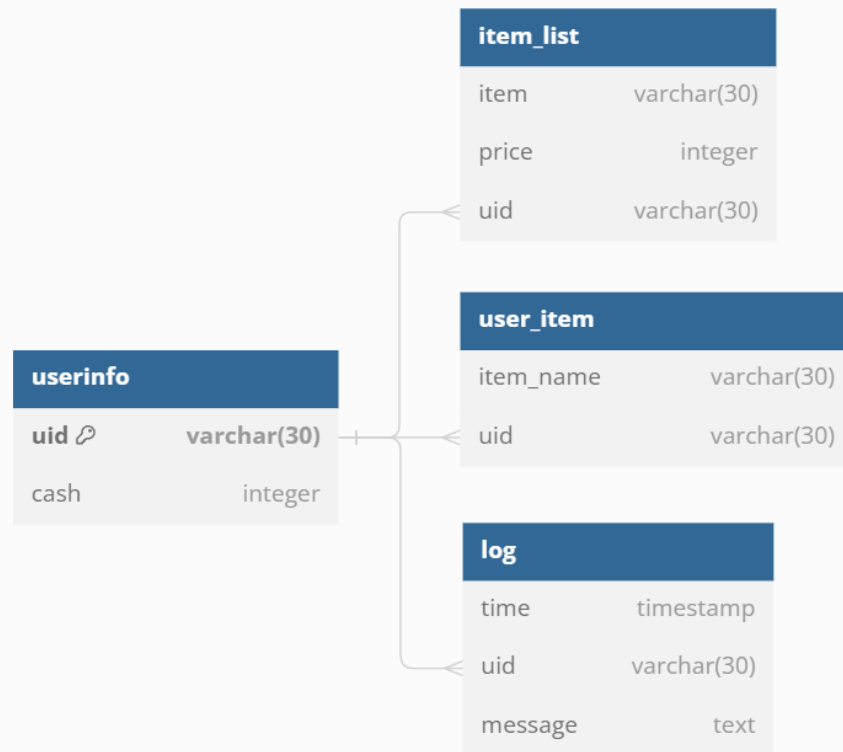 item_list
item varchar(30)
price integer
uid varchar(30)
user_item
item_name varchar(30)
uid varchar(30)
userinfo
uid varchar(30)
cash integer
log
time timestamp
uid varchar(30)
message text